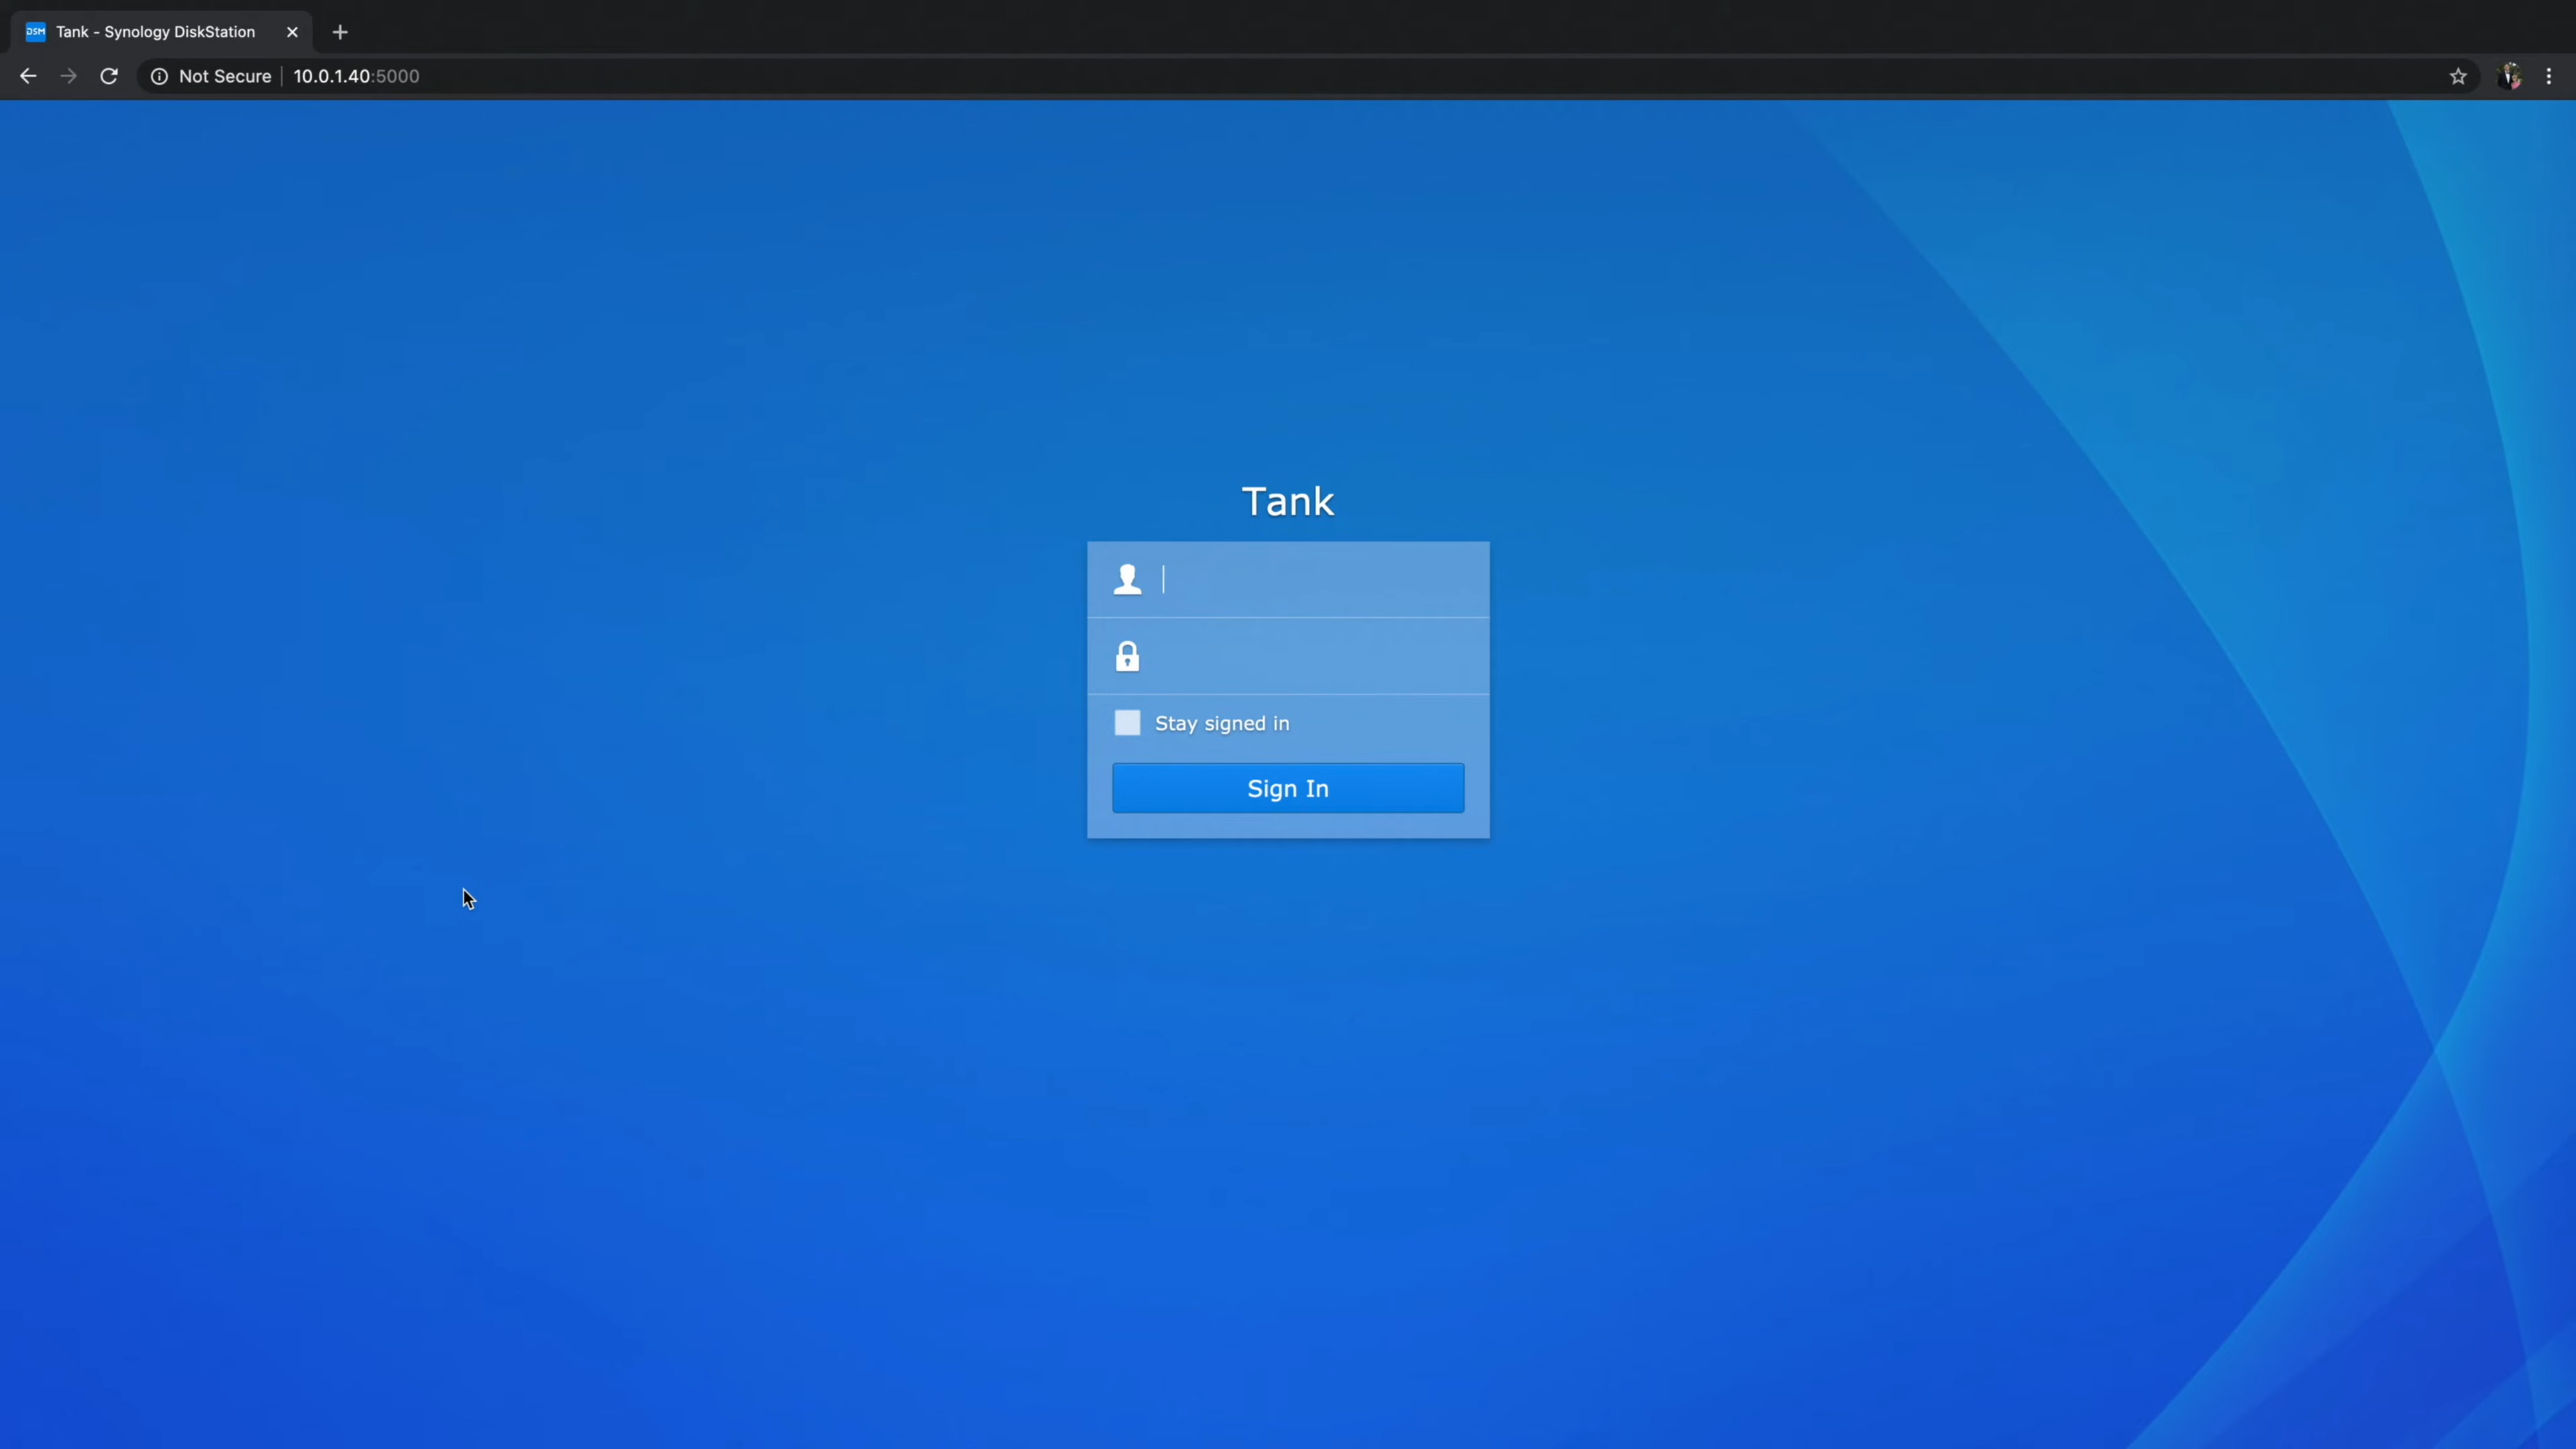 DSM Tank - Synology DiskStation
Not Secure 10.0.1.40:5000
Tank
Stay signed in
Sign In